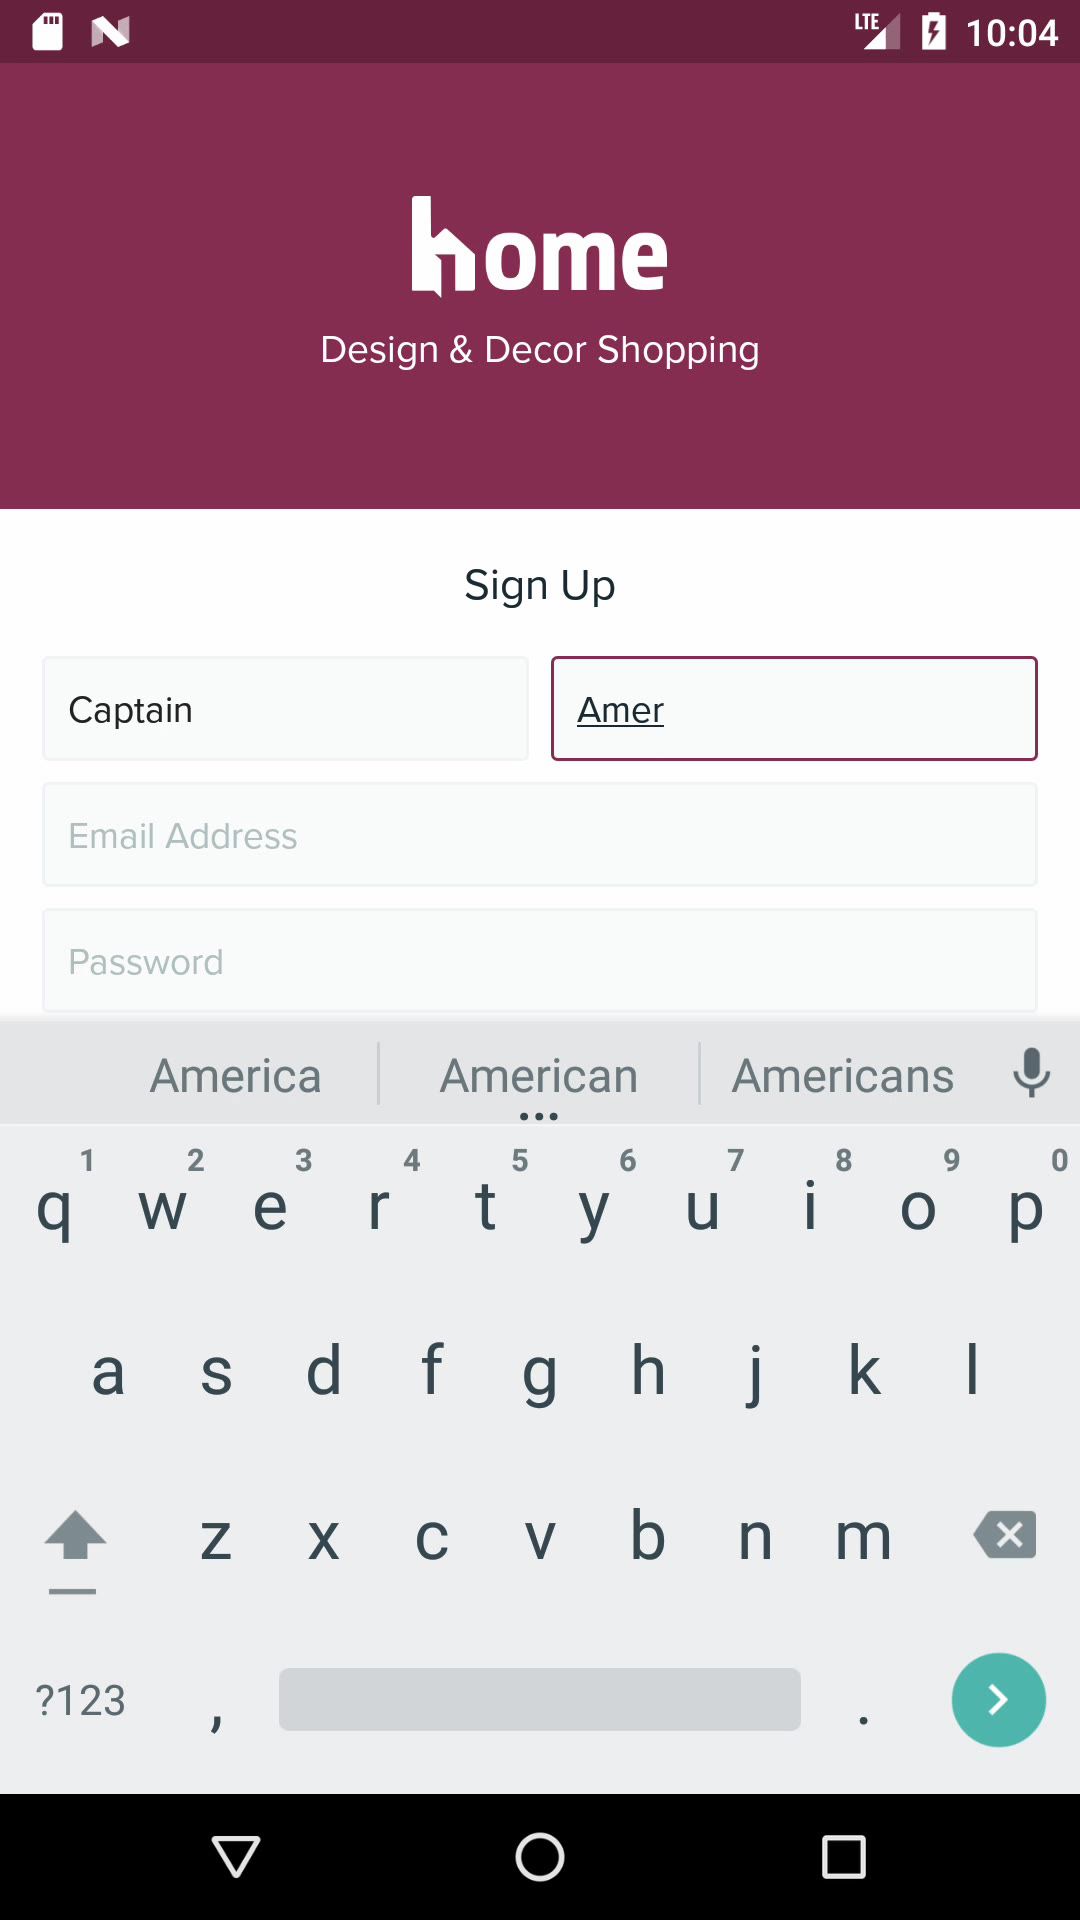 LTE 10:04
home
Design & Decor Shopping
Sign Up
Captain Amer
Email Address
Password
America American Americans
1 2 3 4 5 6 7 8 9 0
q w e r t y u i o p
a s d f g h j k l
z x c v b n m
?123 , .